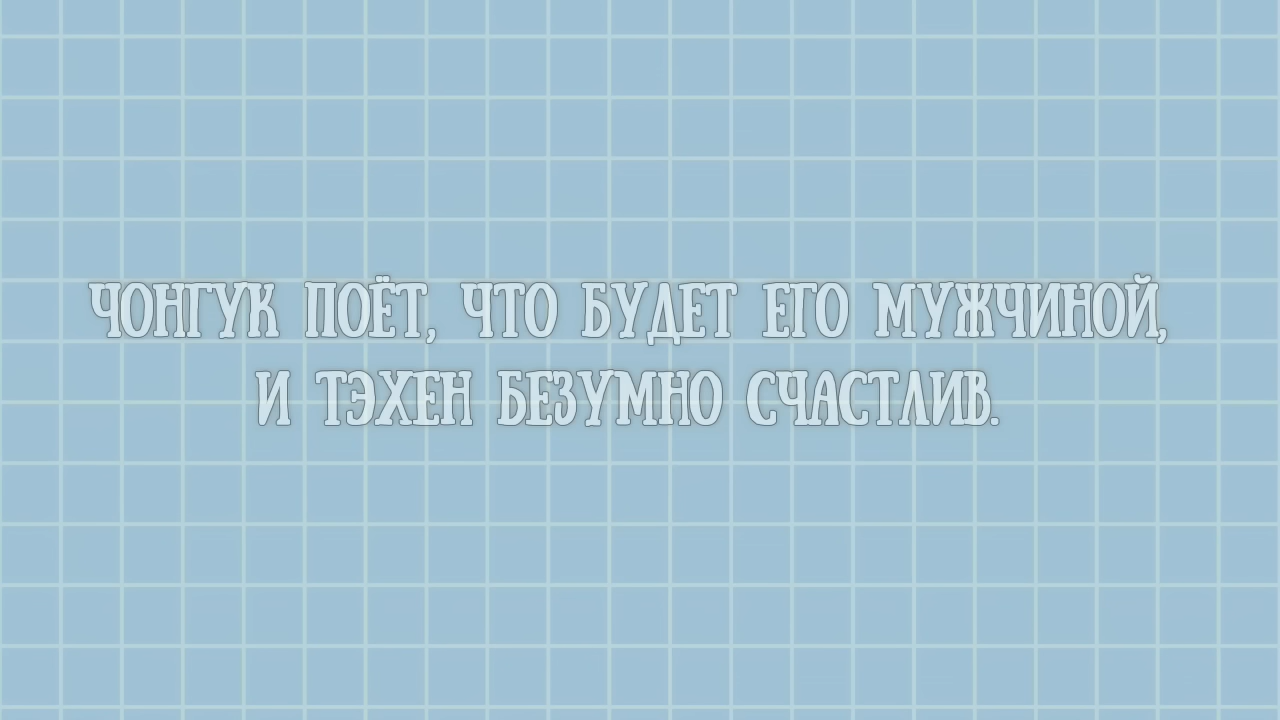 ЧОНГУК ПОЁТ, ЧТО БУДЕТ ЕГО МУЖЧИНОЙ,
И ТЭХЕН БЕЗУМНО СЧАСТЛИВ.